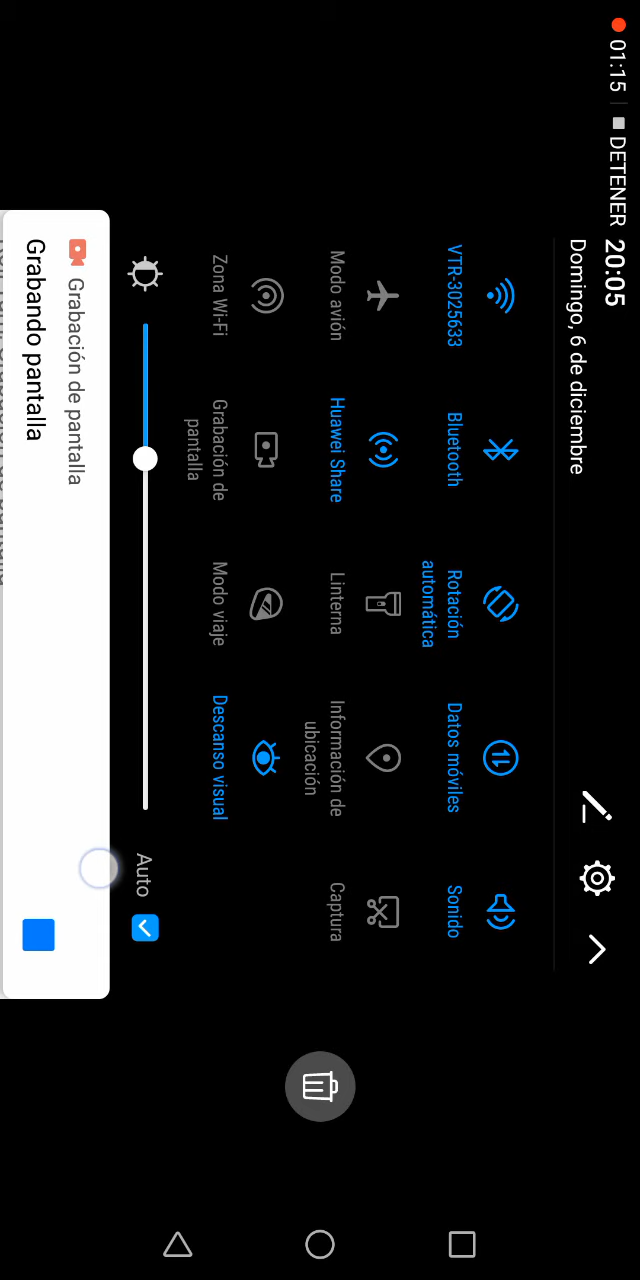 01:15 | DETENER
20:05
Domingo, 6 de diciembre
VTR-3025633
Bluetooth
Rotación
automática
Datos móviles
Sonido
Modo avión
Huawei Share
Linterna
Información de
ubicación
Captura
Zona Wi-Fi
Grabación de
pantalla
Modo viaje
Descanso visual
Auto
Grabación de pantalla
Grabando pantalla